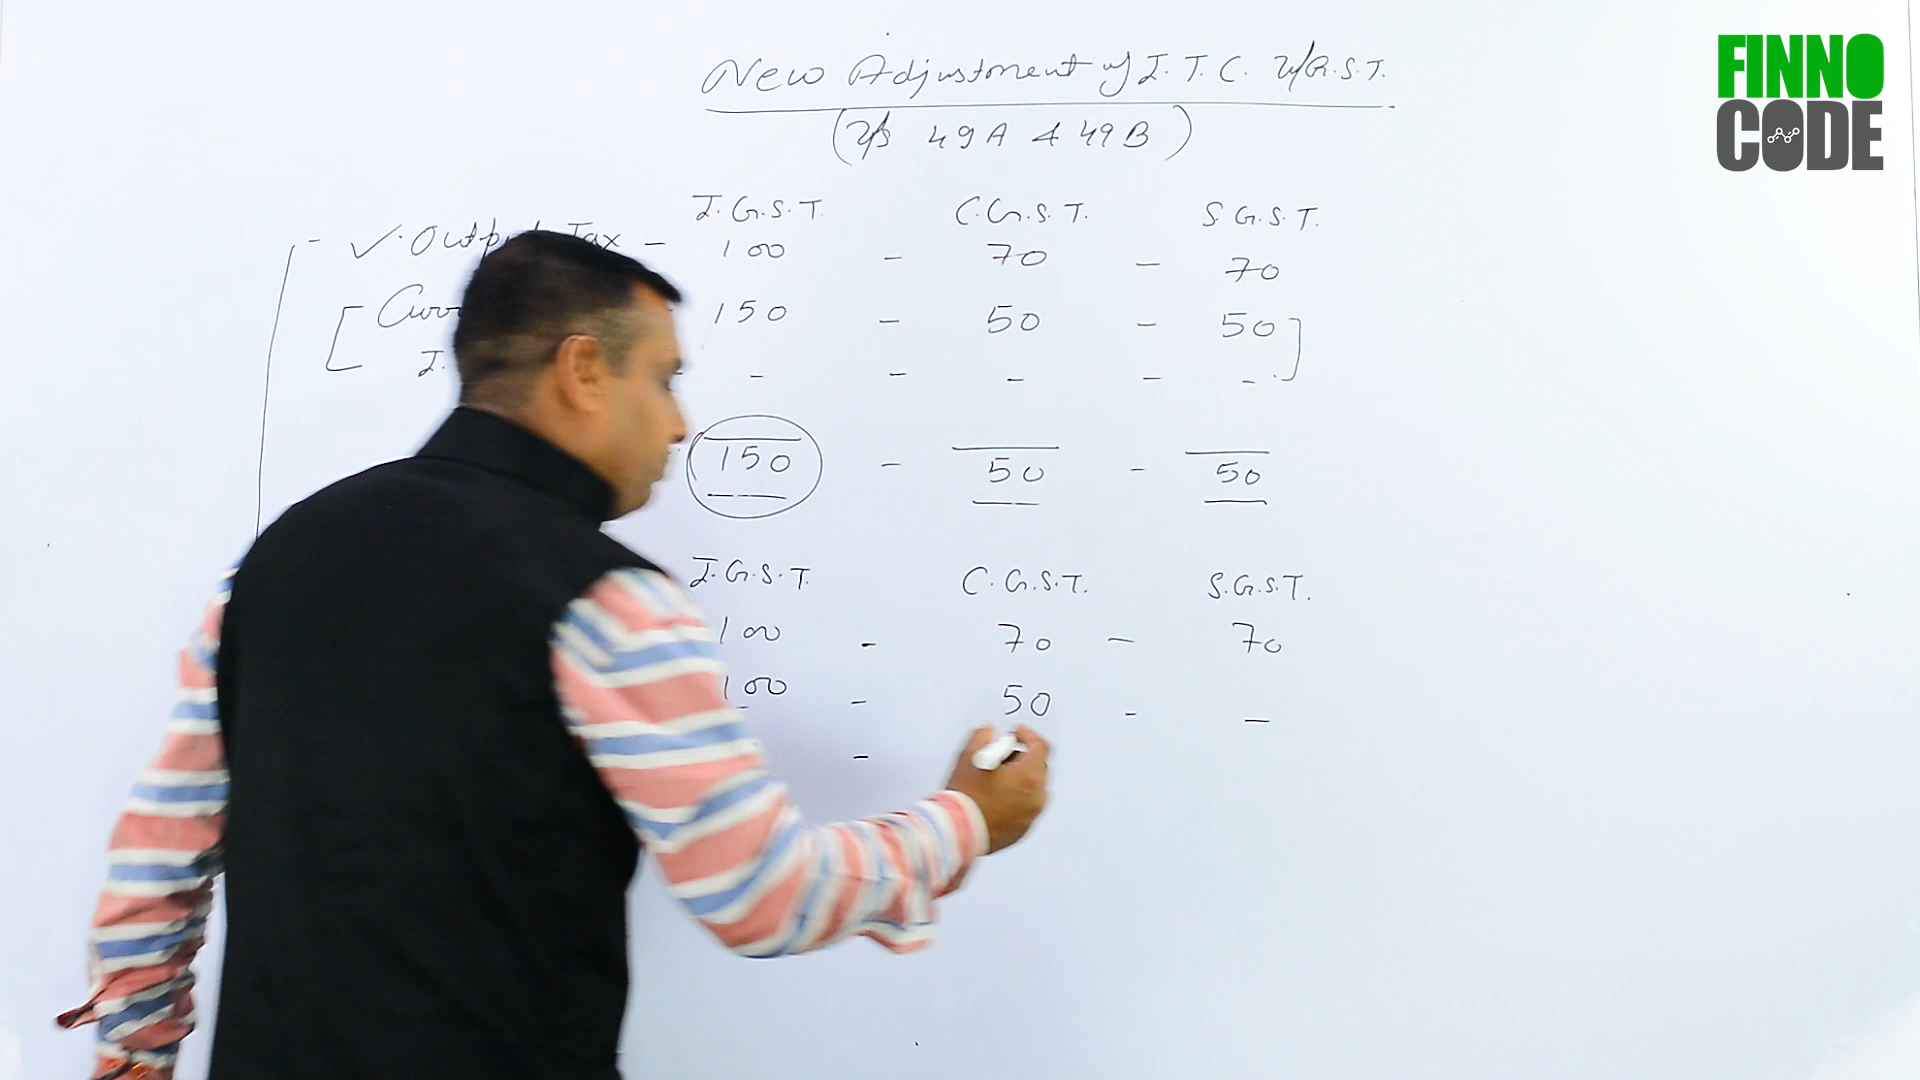 FINNO
CODE
New Adjustment of I.T.C. u/G.S.T.
(u/s 49A & 49B)
I.G.S.T. C.G.S.T. S.G.S.T.
- ✓. Output Tax - 100 - 70 - 70
150 - 50 - 50
- - - - -
150 - 50 - 50
I.G.S.T. C.G.S.T. S.G.S.T.
100 - 70 - 70
100 - 50 - -
-